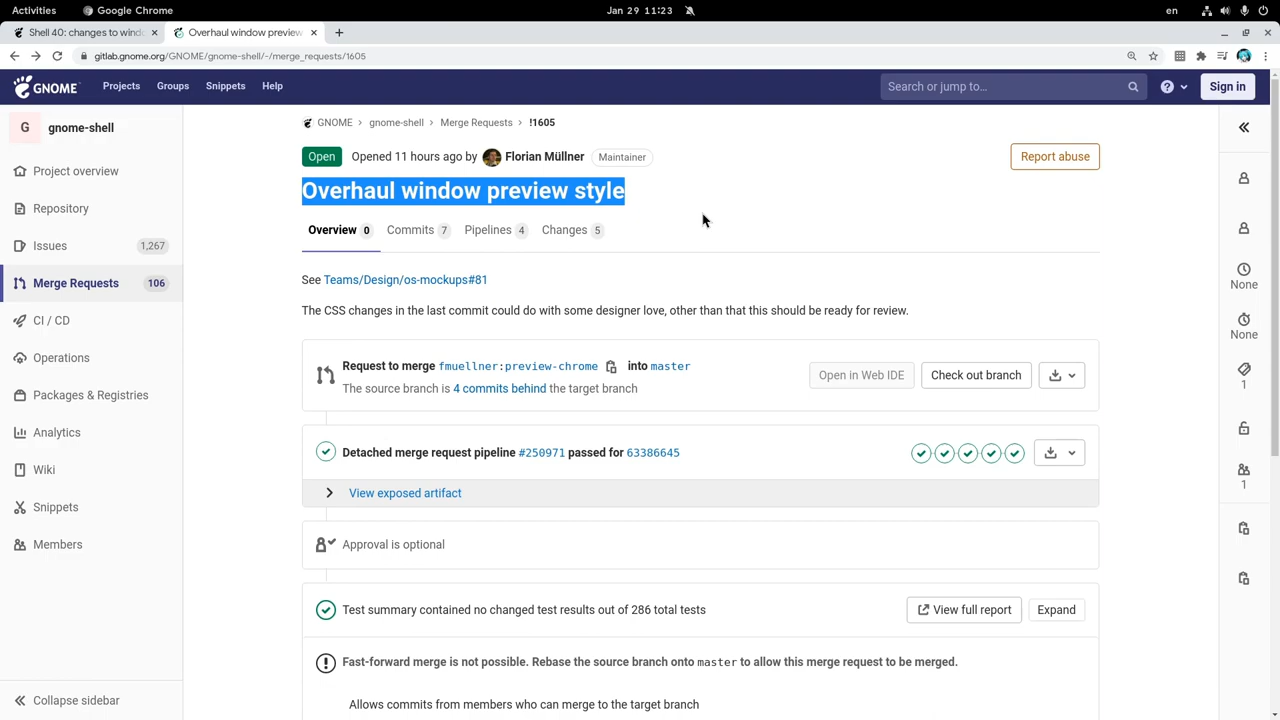 Activities
Google Chrome
Jan 29 11:23
en
Shell 40: changes to wind
Overhaul window preview
gitlab.gnome.org/GNOME/gnome-shell/-/merge_requests/1605
GNOME
Projects
Groups
Snippets
Help
Search or jump to…
Sign in
G
gnome-shell
Project overview
Repository
Issues 1,267
Merge Requests 106
CI / CD
Operations
Packages & Registries
Analytics
Wiki
Snippets
Members
Collapse sidebar
GNOME > gnome-shell > Merge Requests > !1605
Open Opened 11 hours ago by Florian Müllner Maintainer
Report abuse
Overhaul window preview style
Overview 0 Commits 7 Pipelines 4 Changes 5
See Teams/Design/os-mockups#81
The CSS changes in the last commit could do with some designer love, other than that this should be ready for review.
Request to merge fmuellner:preview-chrome into master
The source branch is 4 commits behind the target branch
Open in Web IDE
Check out branch
Detached merge request pipeline #250971 passed for 63386645
View exposed artifact
Approval is optional
Test summary contained no changed test results out of 286 total tests
View full report
Expand
Fast-forward merge is not possible. Rebase the source branch onto master to allow this merge request to be merged.
Allows commits from members who can merge to the target branch
None
None
1
1